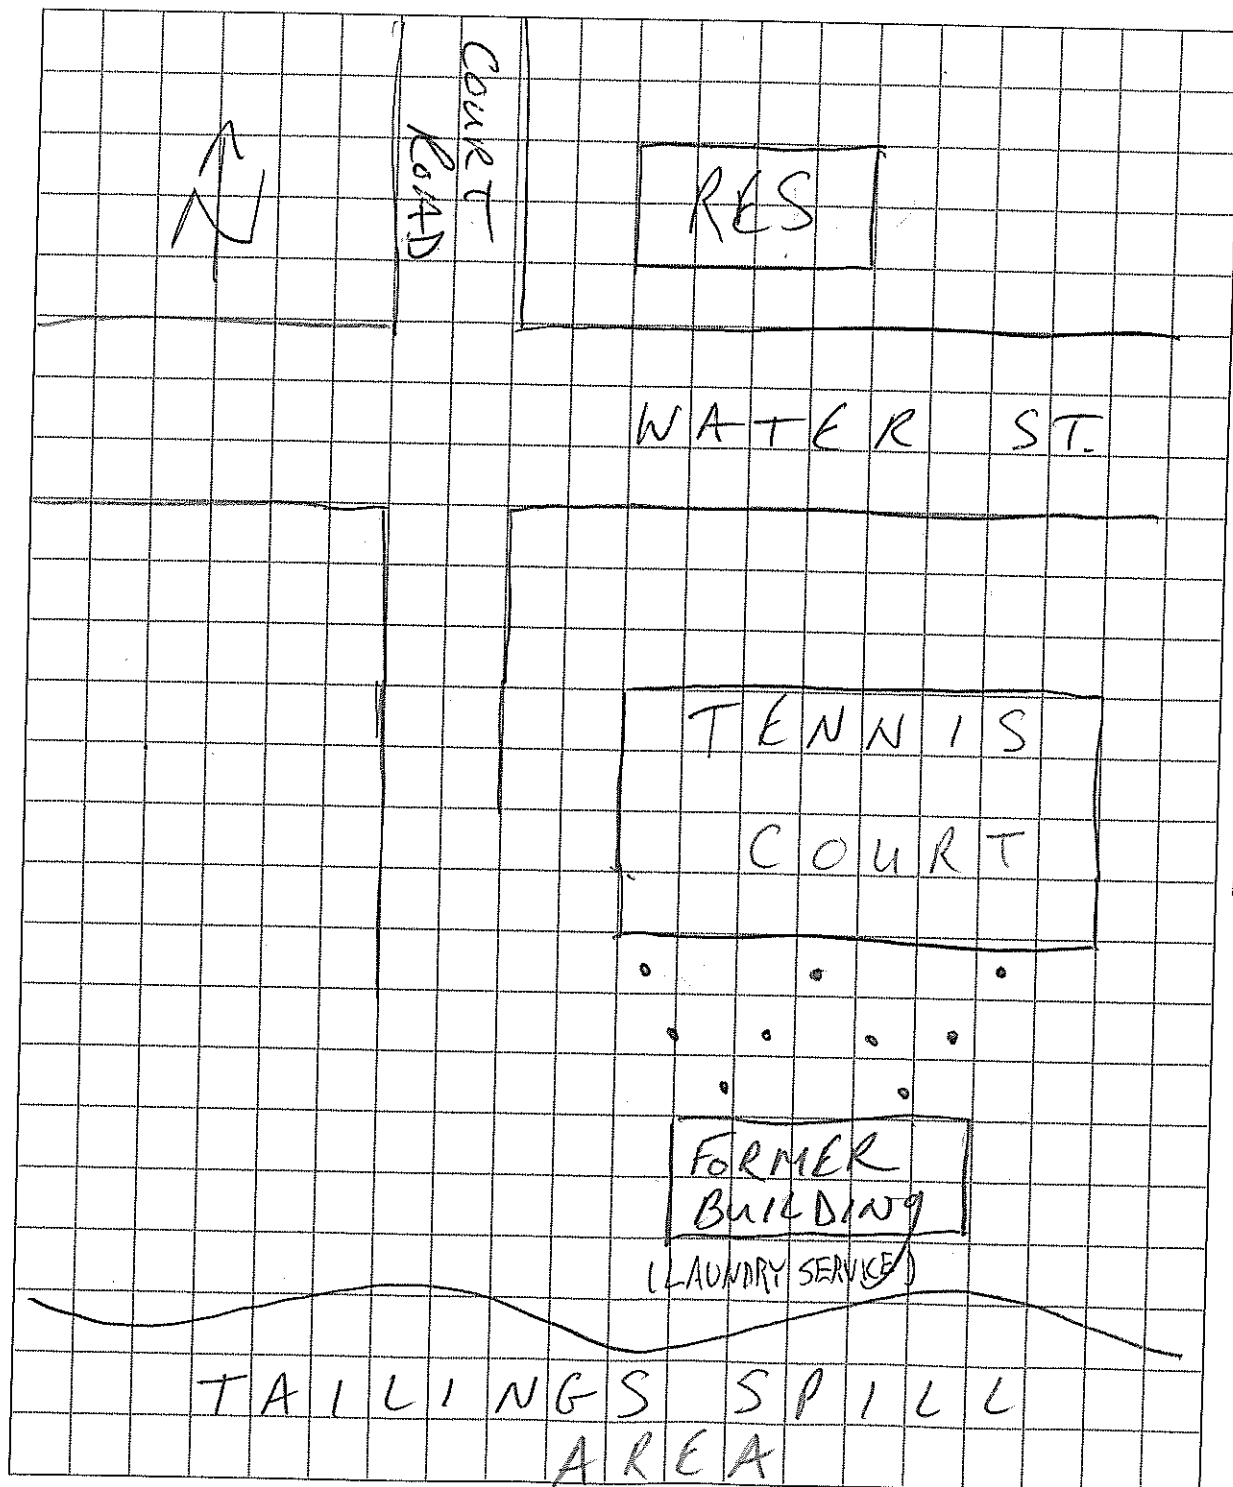 COURT
ROAD
N
RES
WATER ST.
TENNIS
COURT
FORMER
BUILDING
(LAUNDRY SERVICE)
TAILINGS SPILL
AREA